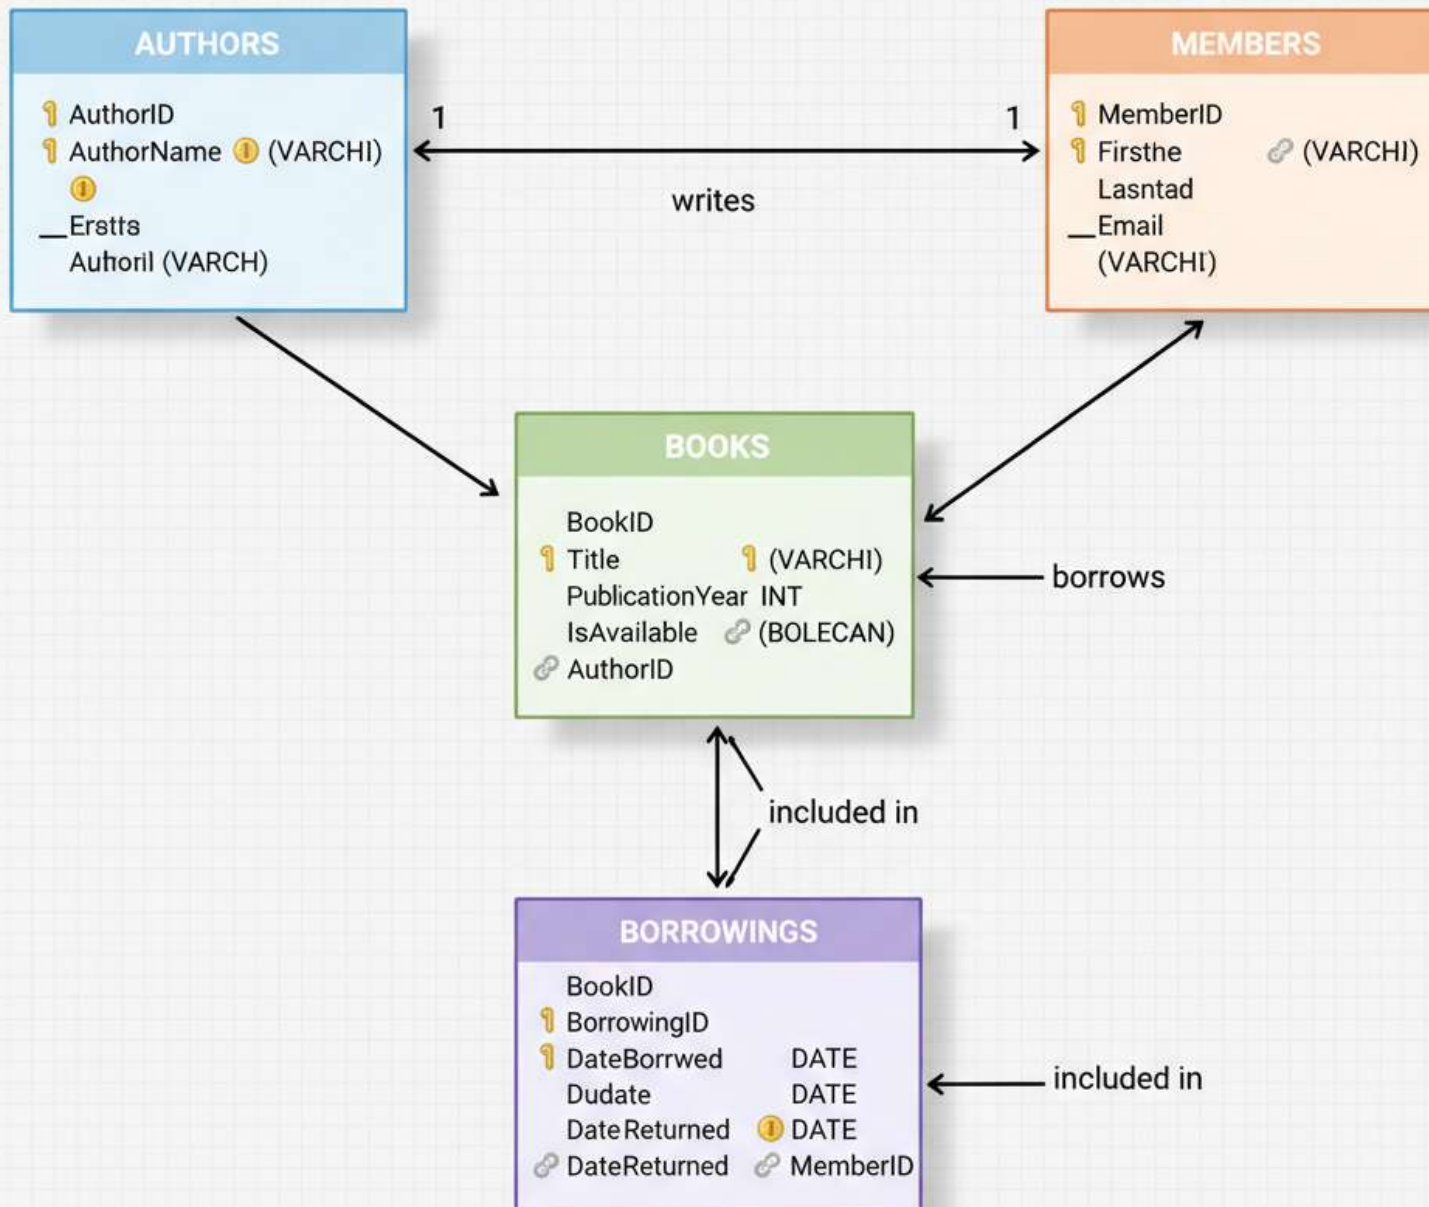 AUTHORS
AuthorID
AuthorName (VARCHI)
Erstta
Authoril (VARCH)
1
1
writes
MEMBERS
MemberID
Firsthe (VARCHI)
Lasntad
Email
(VARCHI)
BOOKS
BookID
Title (VARCHI)
PublicationYear INT
IsAvailable (BOLECAN)
AuthorID
borrows
included in
BORROWINGS
BookID
BorrowingID
DateBorrwed DATE
Dudate DATE
DateReturned DATE
DateReturned MemberID
included in